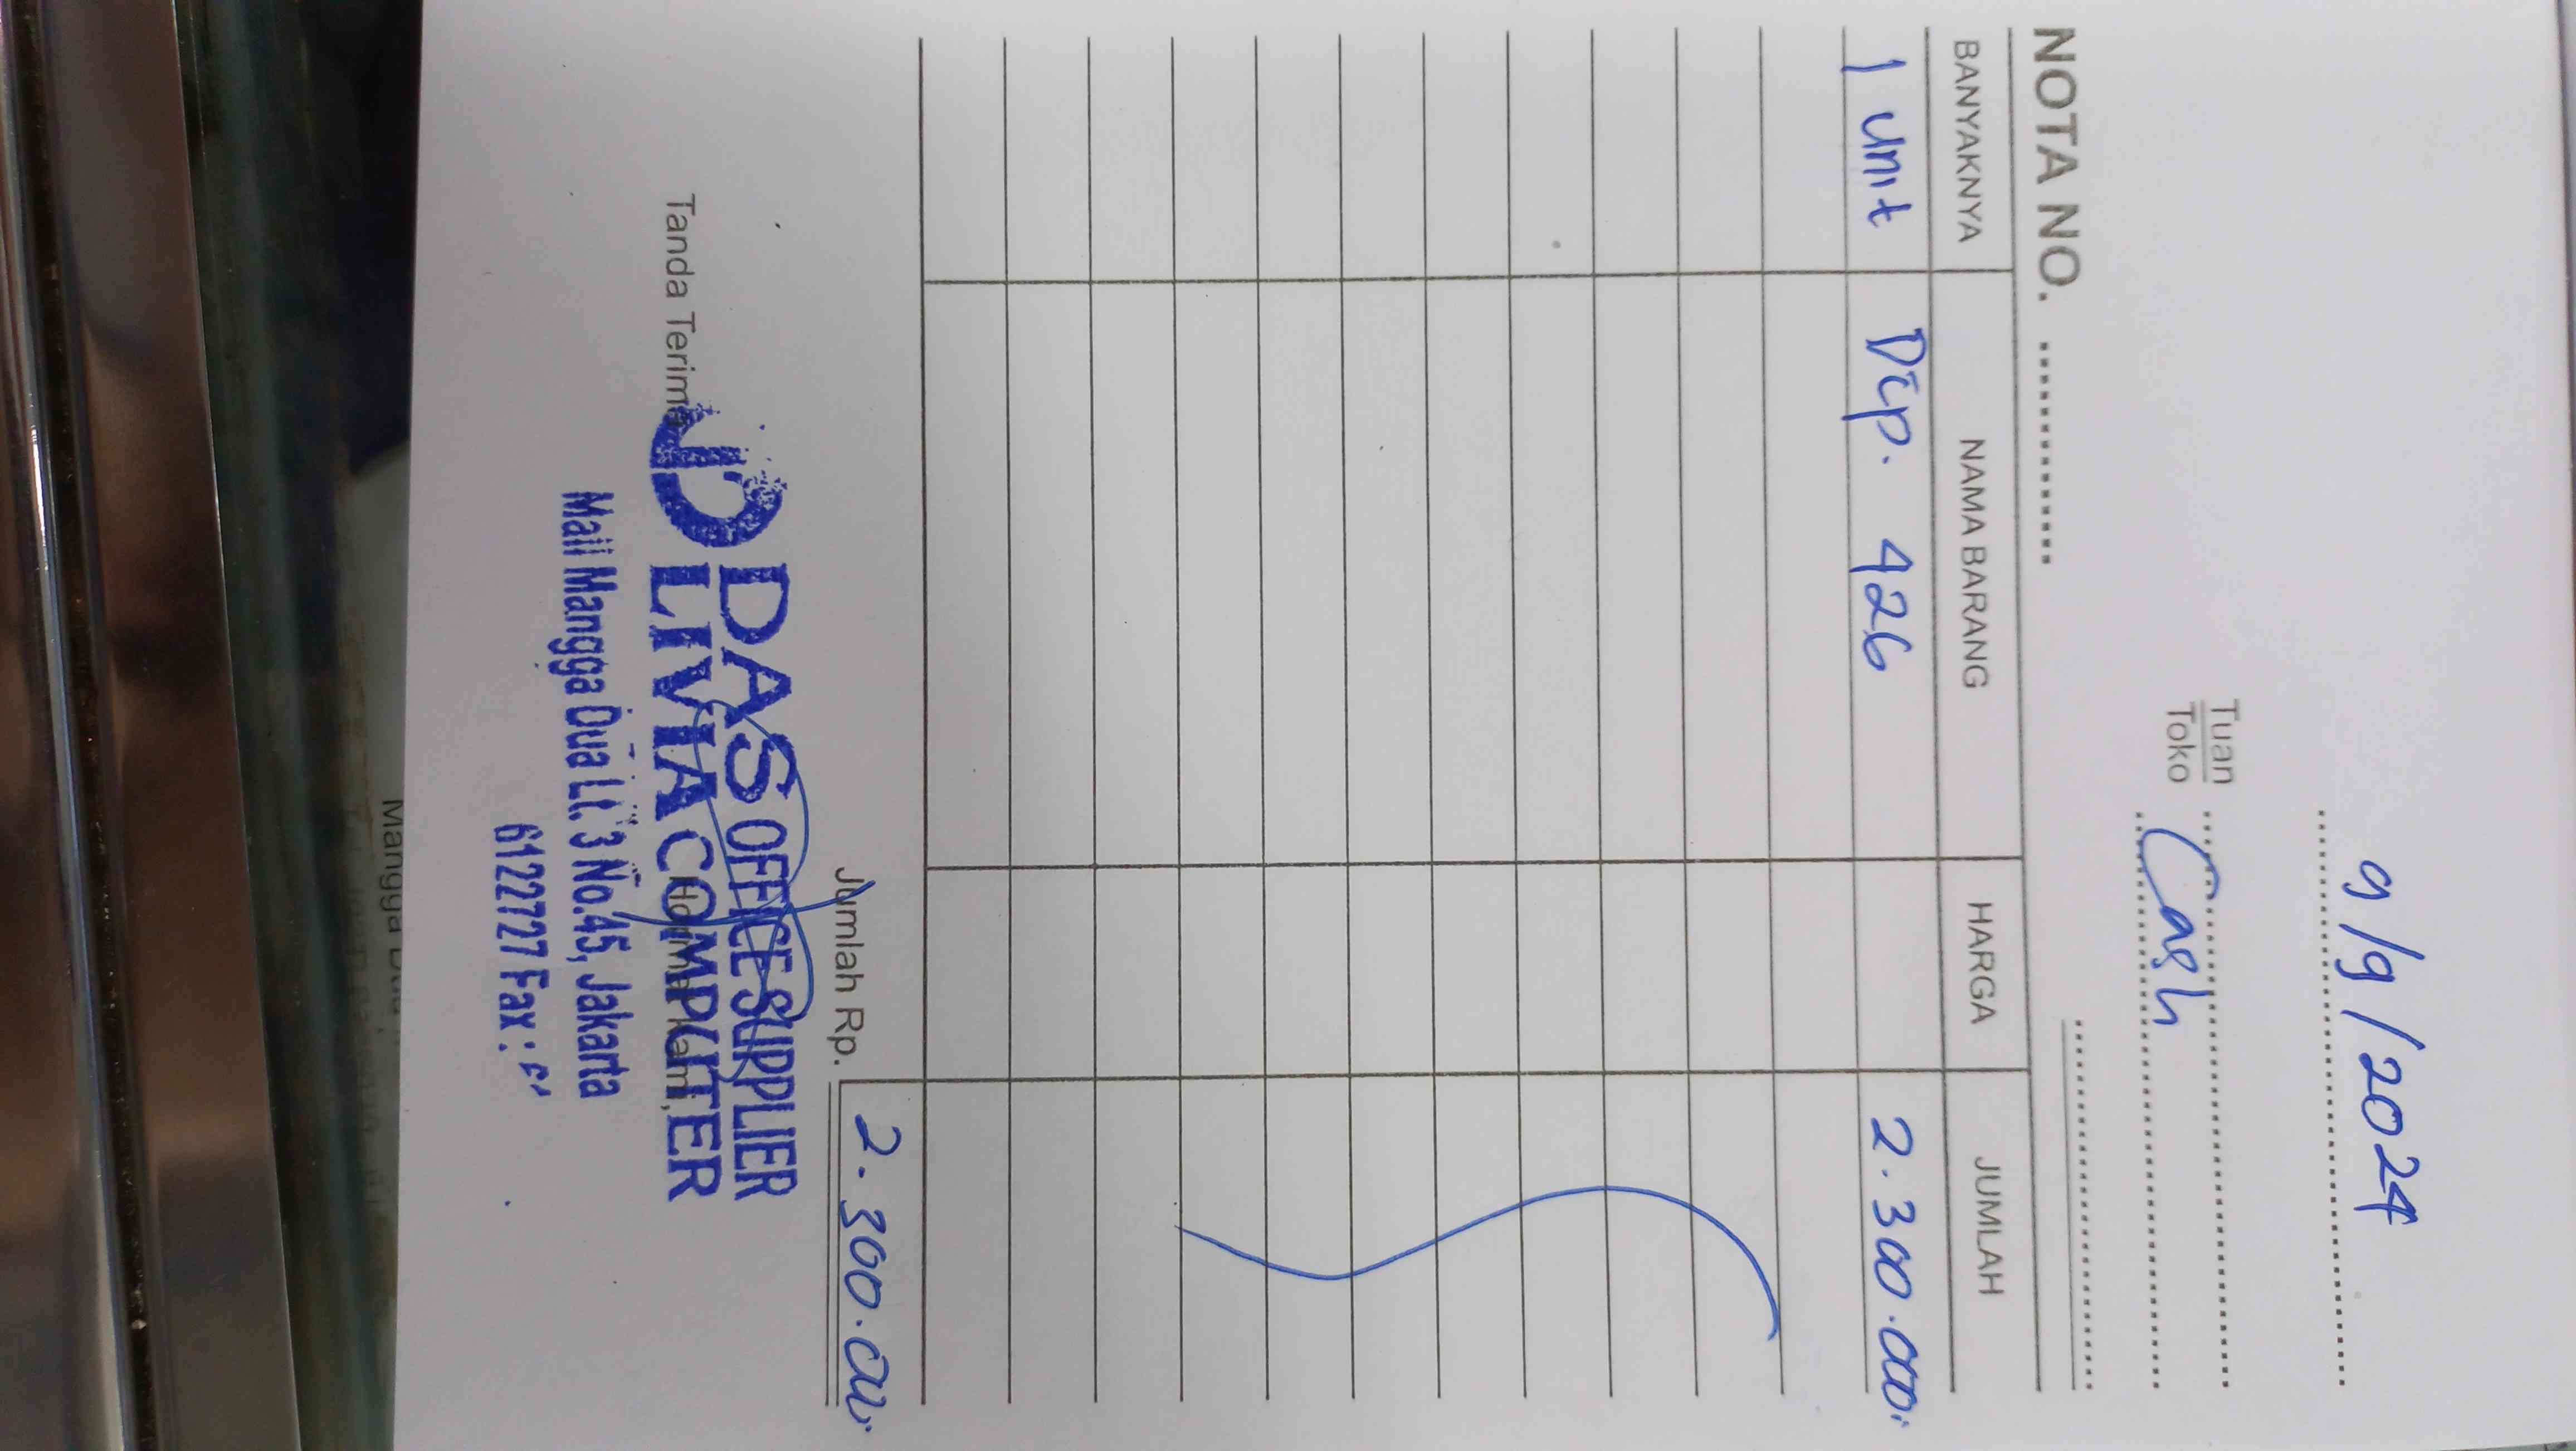 9/9/2024
Tuan
Toko Cash
NOTA NO.
BANYAKNYA NAMA BARANG HARGA JUMLAH
1 unit Dcp. 426 2.300.000
Jumlah Rp. 2.300.000
DAS OFFICE SUPPLIER
Tanda Terima Hormat kami,
LIVIA COMPUTER
Mall Mangga Dua Lt. 3 No.45, Jakarta
6122727 Fax :
Mangga